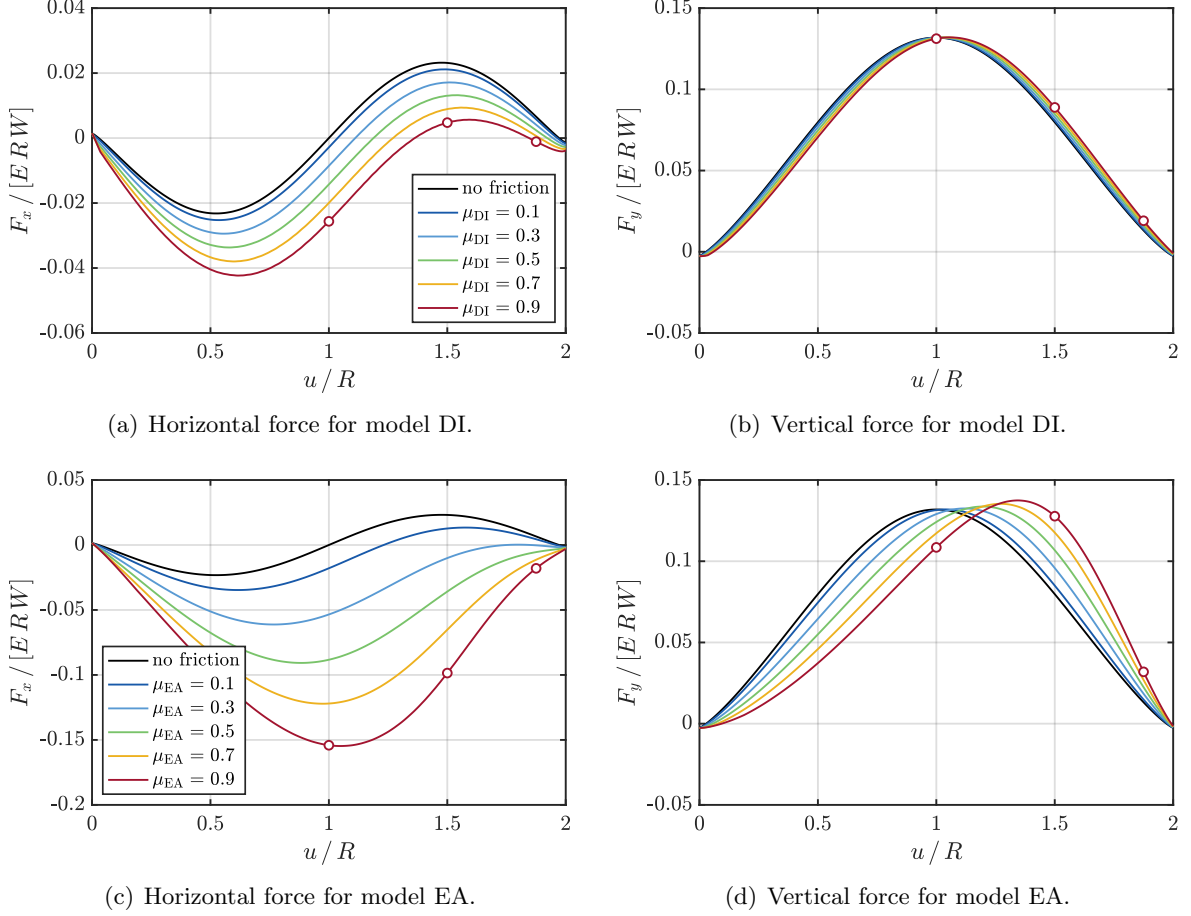 0.04
0.02
0
-0.02
-0.04
-0.06
F_x / [E R W]
no friction
μ_DI = 0.1
μ_DI = 0.3
μ_DI = 0.5
μ_DI = 0.7
μ_DI = 0.9
0 0.5 1 1.5 2
u / R
(a) Horizontal force for model DI.
0.15
0.1
0.05
0
-0.05
F_y / [E R W]
0 0.5 1 1.5 2
u / R
(b) Vertical force for model DI.
0.05
0
-0.05
-0.1
-0.15
-0.2
F_x / [E R W]
no friction
μ_EA = 0.1
μ_EA = 0.3
μ_EA = 0.5
μ_EA = 0.7
μ_EA = 0.9
0 0.5 1 1.5 2
u / R
(c) Horizontal force for model EA.
0.15
0.1
0.05
0
-0.05
F_y / [E R W]
0 0.5 1 1.5 2
u / R
(d) Vertical force for model EA.